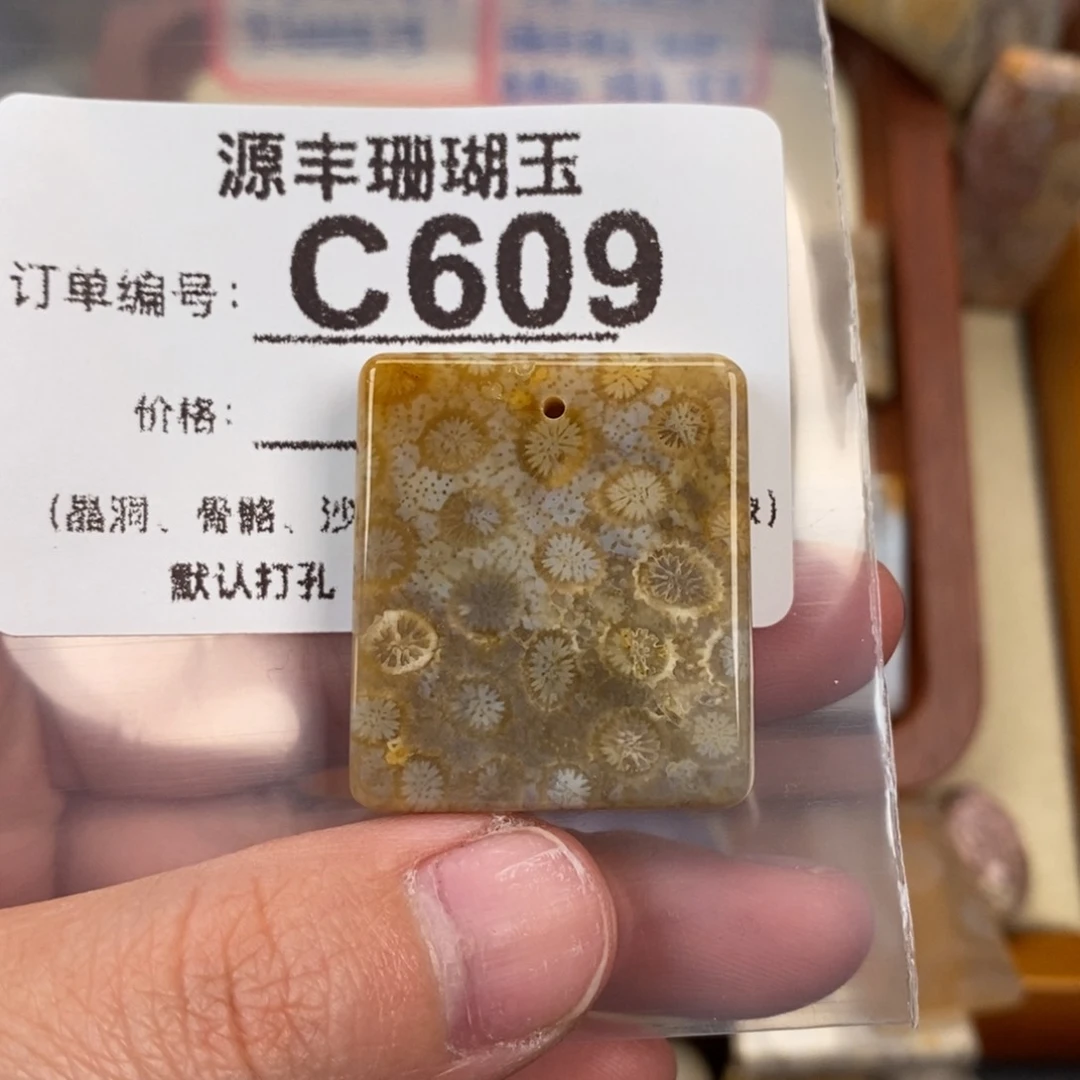 源丰珊瑚玉
订单编号: C609
价格:
(晶洞、骨骼、沙
默认打孔